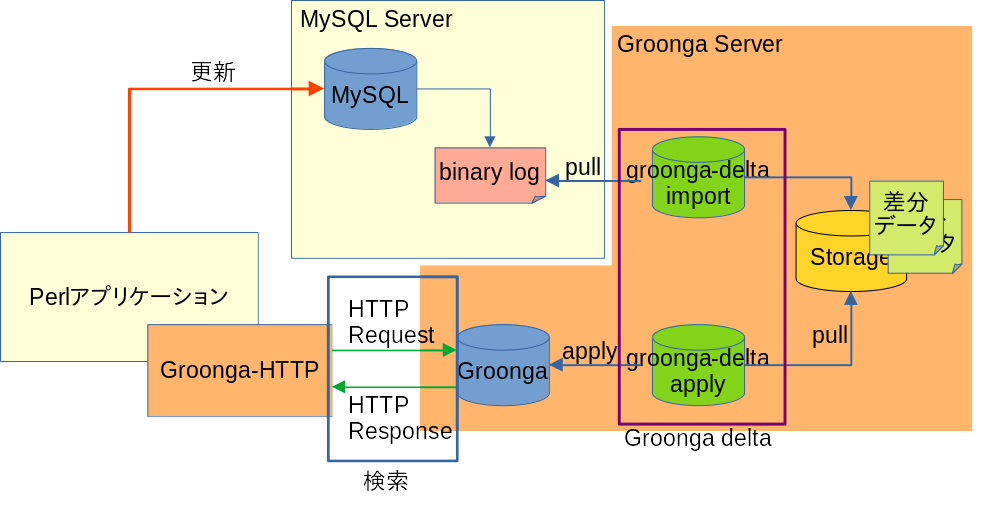 MySQL Server
Groonga Server
更新
MySQL
binary log
pull
groonga-delta
import
差分
データ
タ
Storage
Perlアプリケーション
HTTP
Request
pull
apply
groonga-delta
apply
Groonga
Groonga-HTTP
HTTP
Response
Groonga delta
検索